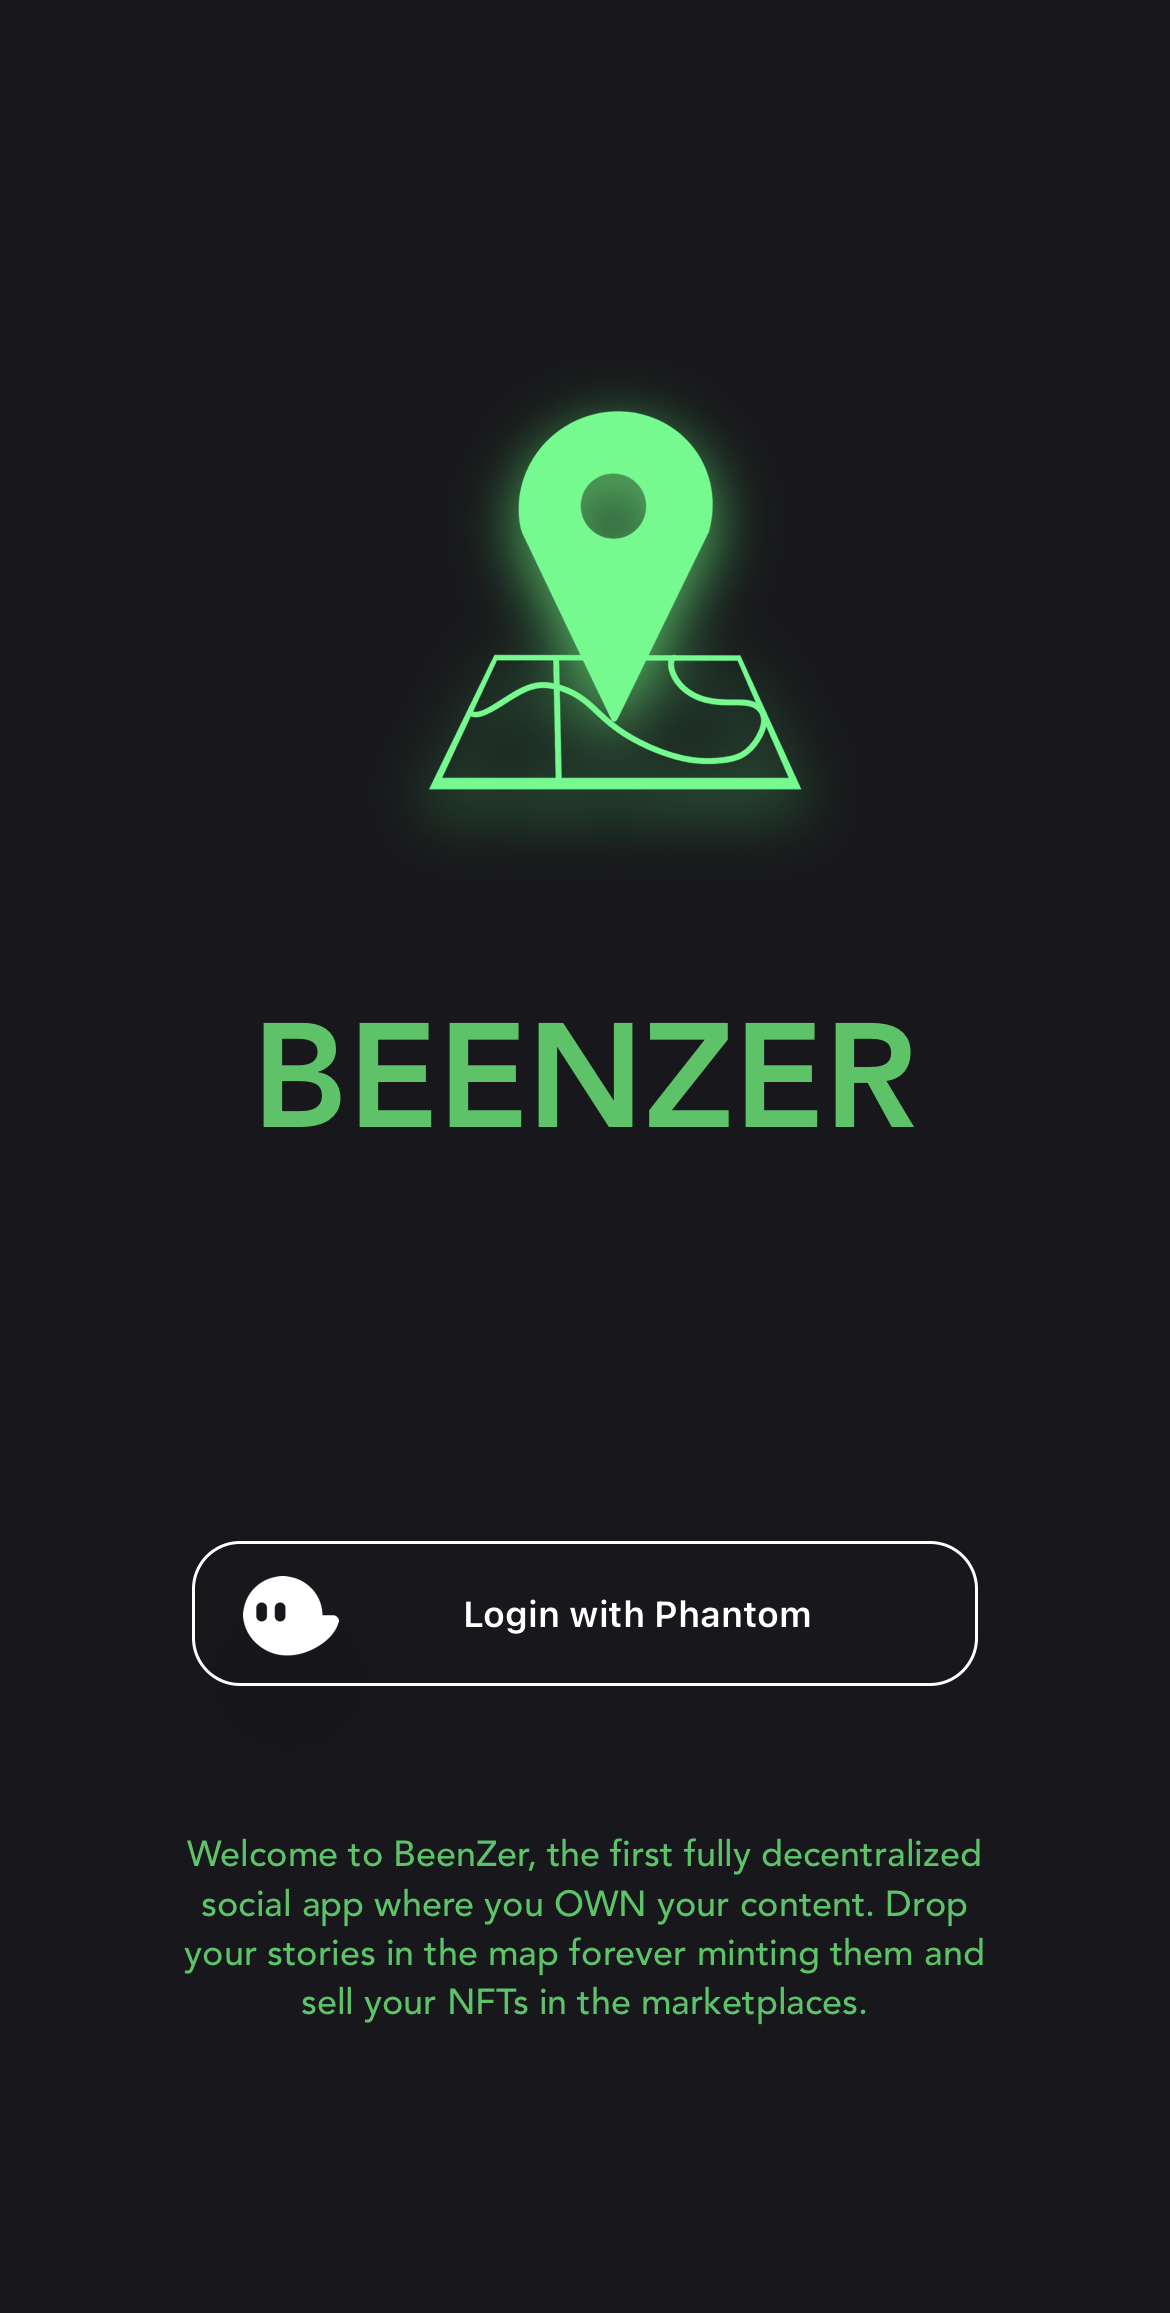 BEENZER
Login with Phantom
Welcome to BeenZer, the first fully decentralized
social app where you OWN your content. Drop
your stories in the map forever minting them and
sell your NFTs in the marketplaces.